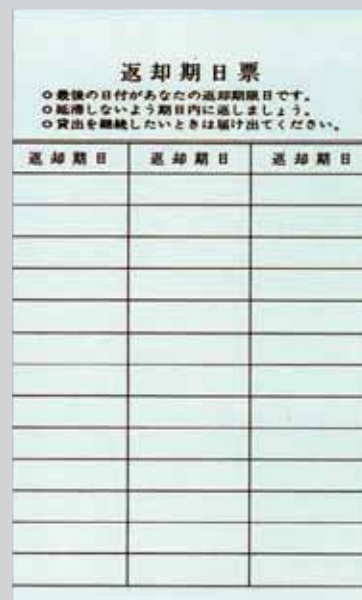 返却期日票
○最後の日付があなたの返却期限日です。
○延滞しないよう期日内に返しましょう。
○貸出を継続したいときは届け出てください。
返却期日 返却期日 返却期日